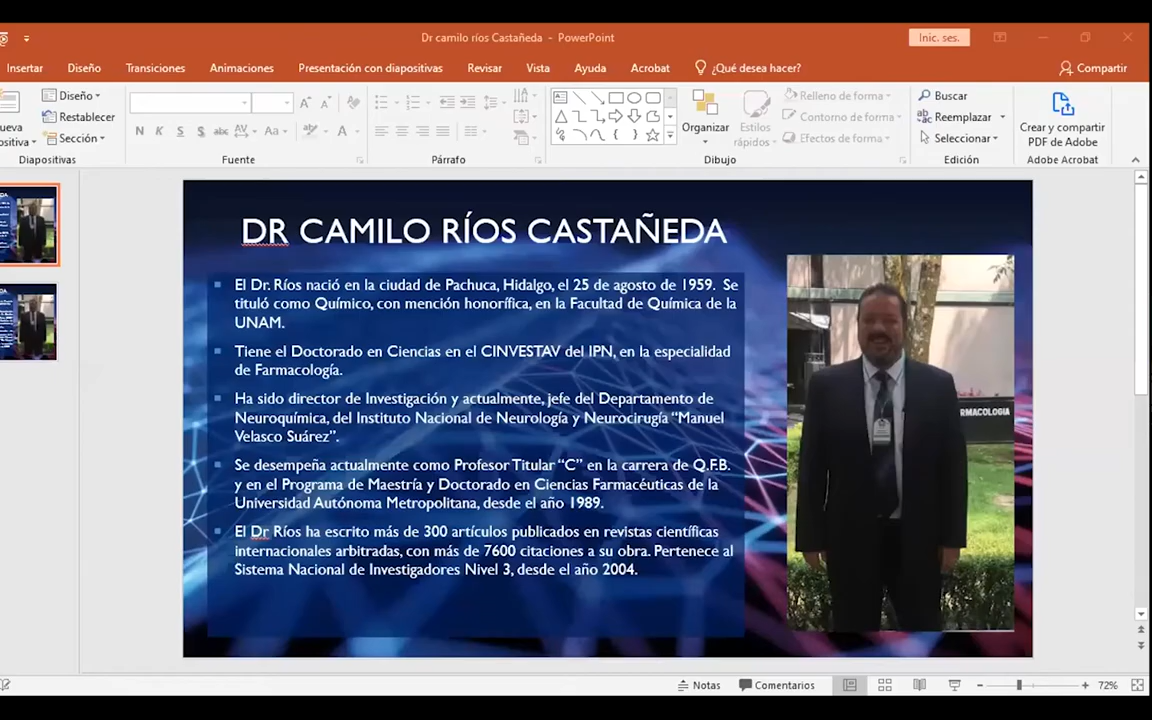 Dr camilo ríos Castañeda - PowerPoint
Inic. ses.
Insertar
Diseño
Transiciones
Animaciones
Presentación con diapositivas
Revisar
Vista
Ayuda
Acrobat
¿Qué desea hacer?
Compartir
Diseño
Restablecer
Sección
Diapositivas
N K S S abc AV Aa A
Fuente
Párrafo
Organizar
Estilos
rápidos
Relleno de forma
Contorno de forma
Efectos de forma
Dibujo
Buscar
Reemplazar
Seleccionar
Edición
Crear y compartir
PDF de Adobe
Adobe Acrobat
DR CAMILO RÍOS CASTAÑEDA
El Dr. Ríos nació en la ciudad de Pachuca, Hidalgo, el 25 de agosto de 1959. Se
tituló como Químico, con mención honorífica, en la Facultad de Química de la
UNAM.
Tiene el Doctorado en Ciencias en el CINVESTAV del IPN, en la especialidad
de Farmacología.
Ha sido director de Investigación y actualmente, jefe del Departamento de
Neuroquímica, del Instituto Nacional de Neurología y Neurocirugía “Manuel
Velasco Suárez”.
Se desempeña actualmente como Profesor Titular “C” en la carrera de Q.F.B.
y en el Programa de Maestría y Doctorado en Ciencias Farmacéuticas de la
Universidad Autónoma Metropolitana, desde el año 1989.
El Dr Ríos ha escrito más de 300 artículos publicados en revistas científicas
internacionales arbitradas, con más de 7600 citaciones a su obra. Pertenece al
Sistema Nacional de Investigadores Nivel 3, desde el año 2004.
RMACOLOGIA
Notas
Comentarios
72%